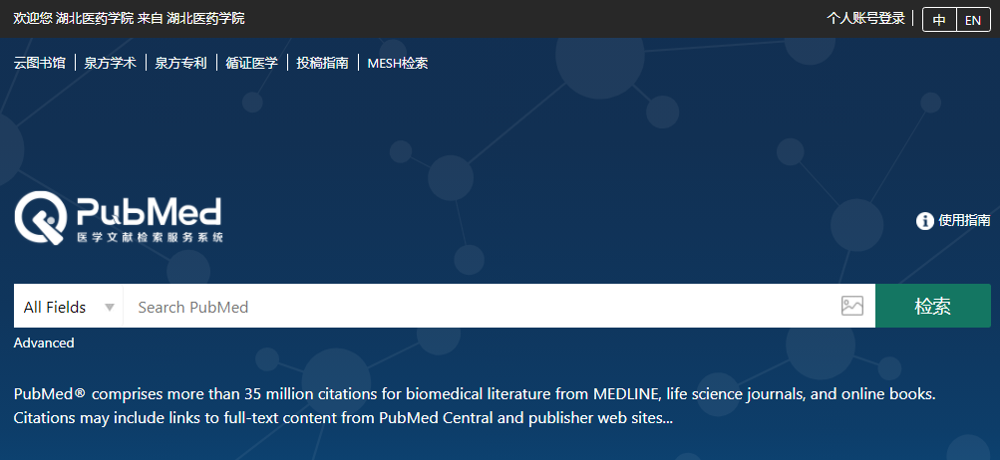 欢迎您 湖北医药学院 来自 湖北医药学院
个人账号登录
中
EN
云图书馆
泉方学术
泉方专利
循证医学
投稿指南
MESH检索
PubMed
医学文献检索服务系统
使用指南
All Fields
Search PubMed
检索
Advanced
PubMed® comprises more than 35 million citations for biomedical literature from MEDLINE, life science journals, and online books.
Citations may include links to full-text content from PubMed Central and publisher web sites...